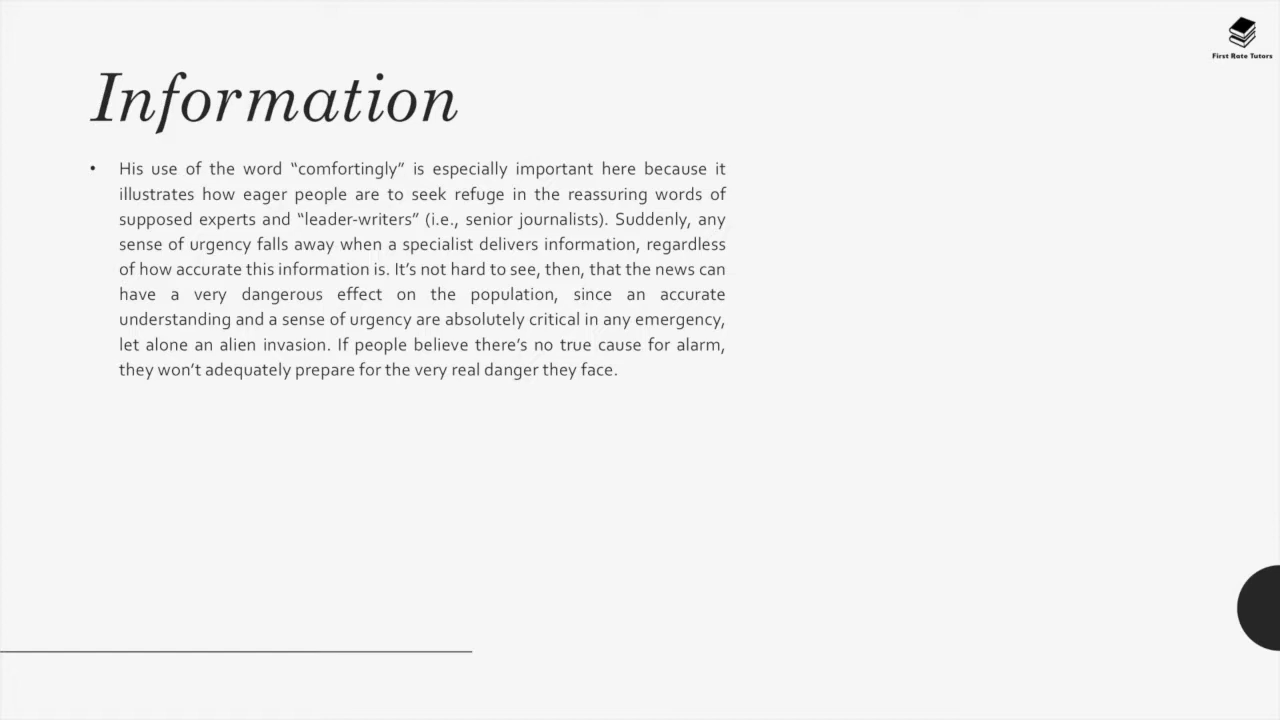 First Rate Tutors
Information
• His use of the word “comfortingly” is especially important here because it
illustrates how eager people are to seek refuge in the reassuring words of
supposed experts and “leader-writers” (i.e., senior journalists). Suddenly, any
sense of urgency falls away when a specialist delivers information, regardless
of how accurate this information is. It’s not hard to see, then, that the news can
have a very dangerous effect on the population, since an accurate
understanding and a sense of urgency are absolutely critical in any emergency,
let alone an alien invasion. If people believe there’s no true cause for alarm,
they won’t adequately prepare for the very real danger they face.